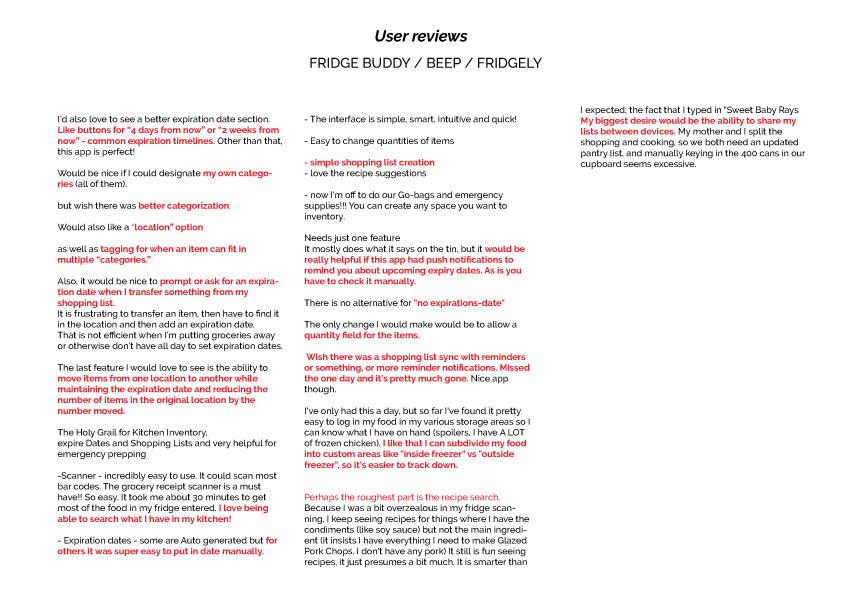 User reviews
FRIDGE BUDDY / BEEP / FRIDGELY
I'd also love to see a better expiration date section.
Like buttons for "4 days from now" or "2 weeks from
now" - common expiration timelines. Other than that,
this app is perfect!
Would be nice if I could designate my own catego-
ries (all of them).
but wish there was better categorization.
Would also like a "location" option
as well as tagging for when an item can fit in
multiple "categories."
Also, it would be nice to prompt or ask for an expira-
tion date when I transfer something from my
shopping list.
It is frustrating to transfer an item, then have to find it
in the location and then add an expiration date.
That is not efficient when I'm putting groceries away
or otherwise don't have all day to set expiration dates.
The last feature I would love to see is the ability to
move items from one location to another while
maintaining the expiration date and reducing the
number of items in the original location by the
number moved.
The Holy Grail for Kitchen Inventory,
expire Dates and Shopping Lists and very helpful for
emergency prepping
-Scanner - incredibly easy to use. It could scan most
bar codes. The grocery receipt scanner is a must
have!! So easy. It took me about 30 minutes to get
most of the food in my fridge entered. I love being
able to search what I have in my kitchen!
- Expiration dates - some are Auto generated but for
others it was super easy to put in date manually.
- The interface is simple, smart, intuitive and quick!
- Easy to change quantities of items
- simple shopping list creation
- love the recipe suggestions
- now I'm off to do our Go-bags and emergency
supplies!!! You can create any space you want to
inventory.
Needs just one feature
It mostly does what it says on the tin, but it would be
really helpful if this app had push notifications to
remind you about upcoming expiry dates. As is you
have to check it manually.
There is no alternative for "no expirations-date"
The only change I would make would be to allow a
quantity field for the items.
Wish there was a shopping list sync with reminders
or something, or more reminder notifications. Missed
the one day and it's pretty much gone. Nice app
though.
I've only had this a day, but so far I've found it pretty
easy to log in my food in my various storage areas so I
can know what I have on hand (spoilers, I have A LOT
of frozen chicken). I like that I can subdivide my food
into custom areas like "inside freezer" vs "outside
freezer", so it's easier to track down.
Perhaps the roughest part is the recipe search.
Because I was a bit overzealous in my fridge scan-
ning, I keep seeing recipes for things where I have the
condiments (like soy sauce) but not the main ingredi-
ent (it insists I have everything I need to make Glazed
Pork Chops. I don't have any pork) It still is fun seeing
recipes, it just presumes a bit much. It is smarter than
I expected; the fact that I typed in "Sweet Baby Rays
My biggest desire would be the ability to share my
lists between devices. My mother and I split the
shopping and cooking, so we both need an updated
pantry list, and manually keying in the 400 cans in our
cupboard seems excessive.